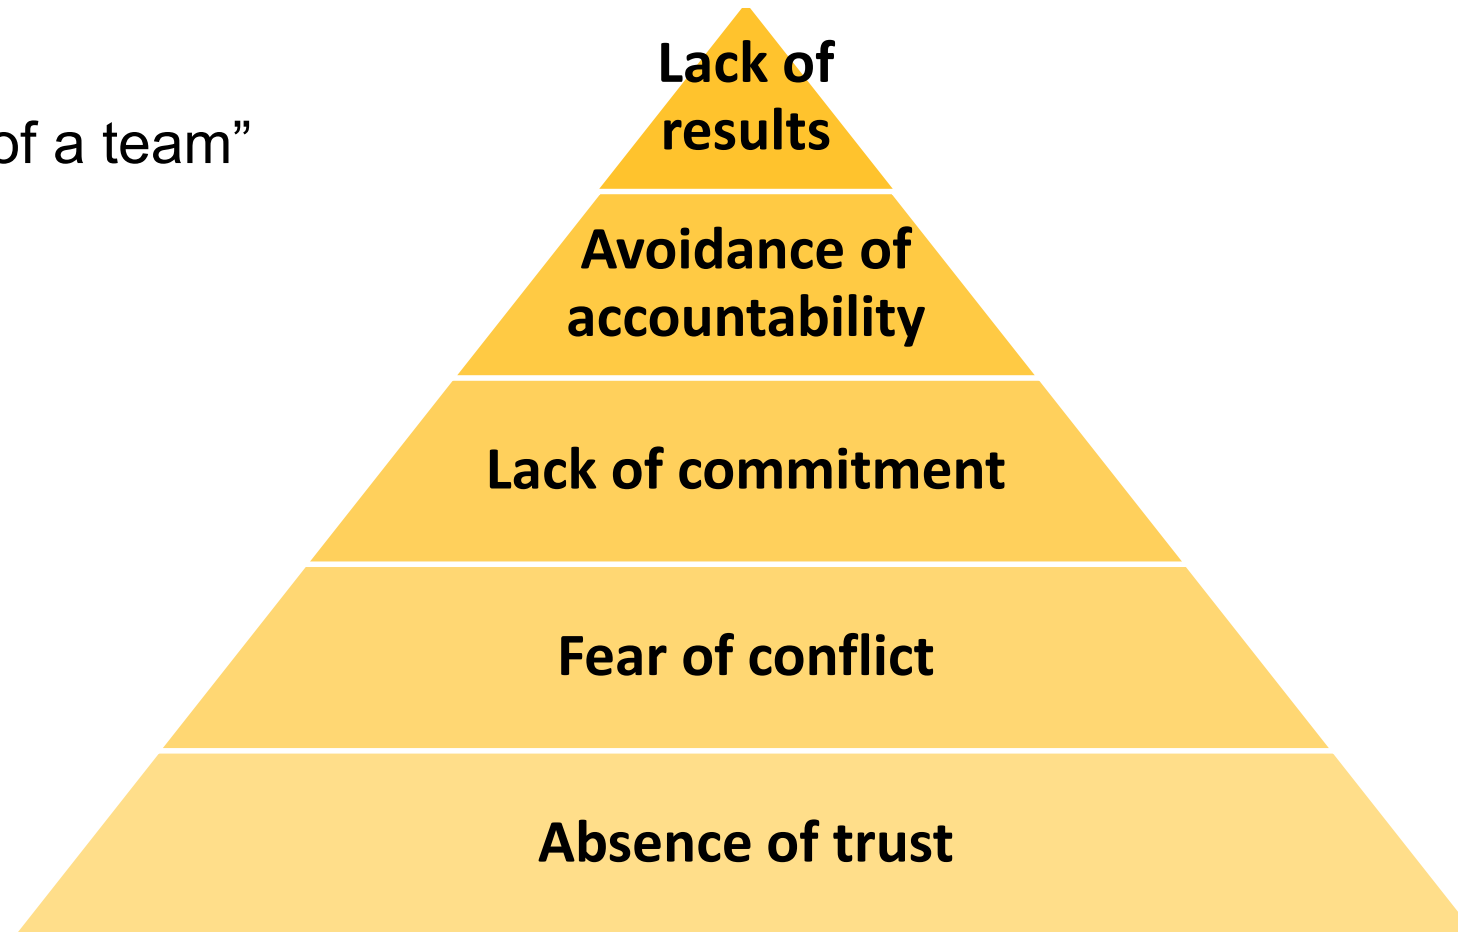 Lack of
results
of a team”
Avoidance of
accountability
Lack of commitment
Fear of conflict
Absence of trust